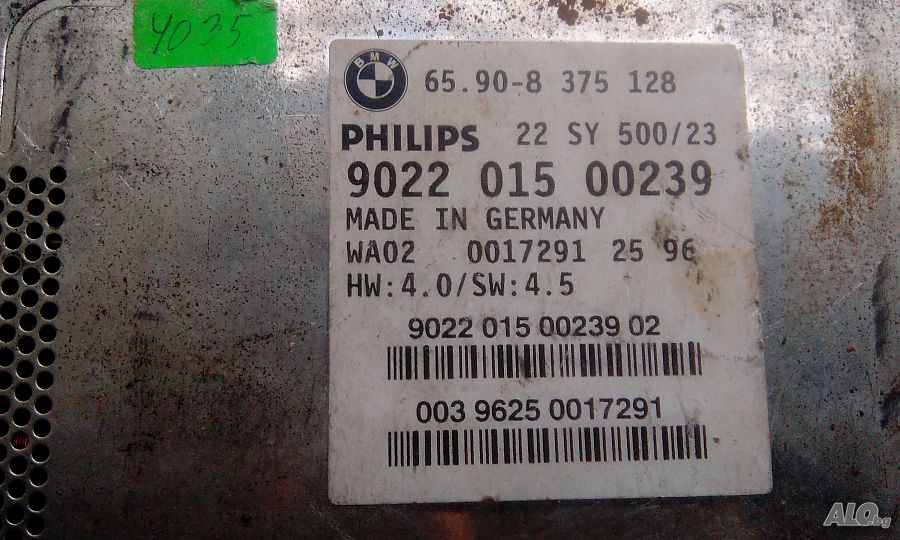 4035
BMW
65.90-8 375 128
PHILIPS 22 SY 500/23
9022 015 00239
MADE IN GERMANY
WA02 0017291 25 96
HW:4.0/SW:4.5
9022 015 00239 02
003 9625 0017291
ALO.bg